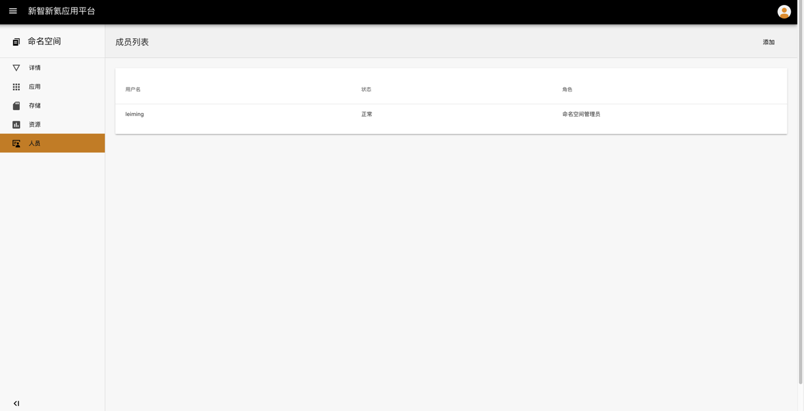 新智新氦应用平台
命名空间
成员列表
添加
详情
应用
存储
资源
人员
用户名 状态 角色
leiming 正常 命名空间管理员